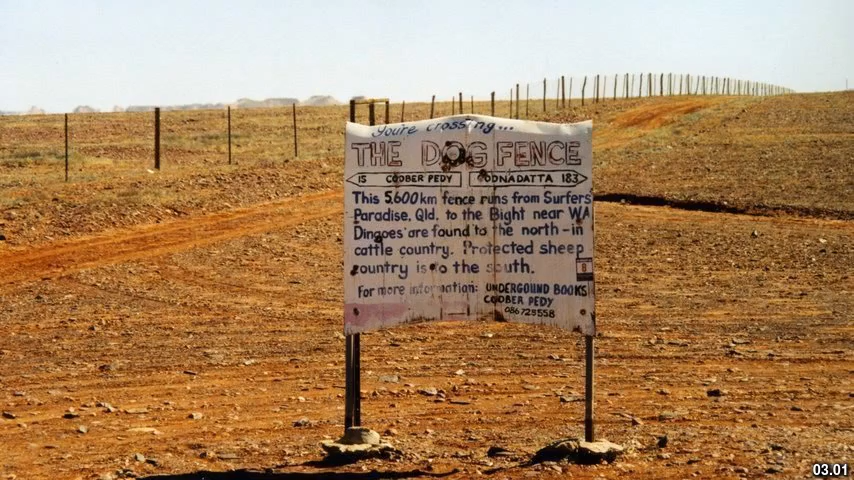 You're Crossing...
THE DOG FENCE
15 COOBER PEDY OODNADATTA 183
This 5,600km fence runs from Surfers
Paradise, Qld. to the Bight near WA
Dingoes are found to the north-in
cattle country. Protected sheep
country is to the south.
8
For more information: UNDERGOUND BOOKS
COOBER PEDY
086725558
03.01